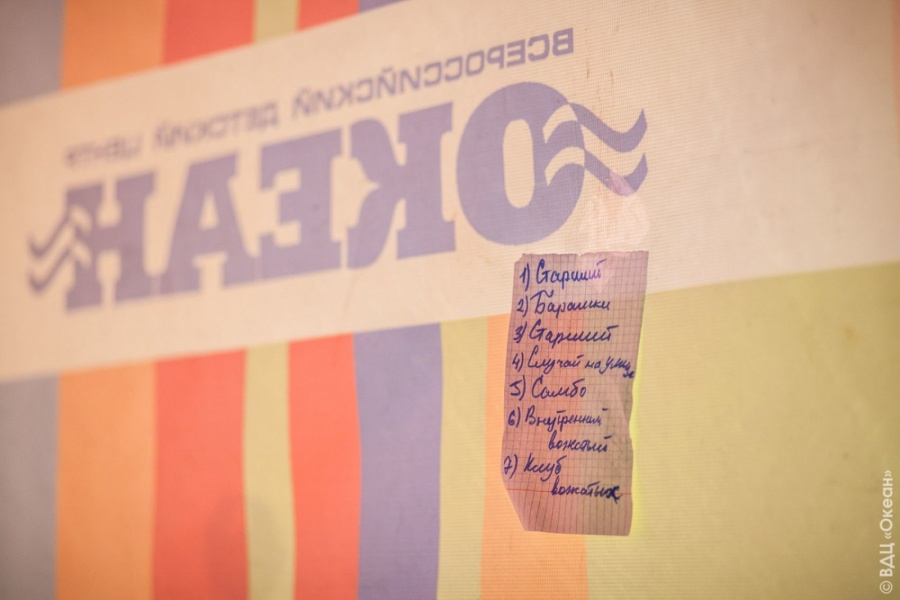 ВСЕРОССИЙСКИЙ ДЕТСКИЙ ЦЕНТР
ОКЕАН
1) Старший
2) Барашки
3) Старший
4) Случай на улице
5) Самбо
6) Внутренний
вожатый
7) Клуб
вожатых
© ВДЦ «Океан»